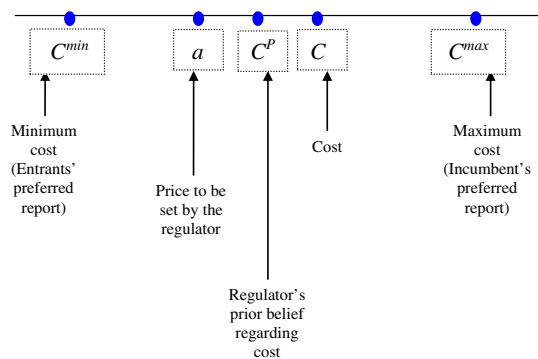 C^min
a
C^P
C
C^max
Minimum
cost
(Entrants'
preferred
report)
Price to be
set by the
regulator
Regulator's
prior belief
regarding
cost
Cost
Maximum
cost
(Incumbent's
preferred
report)